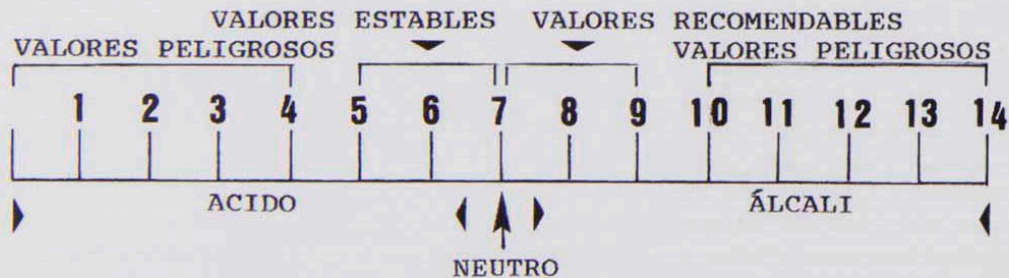 VALORES ESTABLES VALORES RECOMENDABLES
VALORES PELIGROSOS VALORES PELIGROSOS
1 2 3 4 5 6 7 8 9 10 11 12 13 14
ACIDO ÁLCALI
NEUTRO